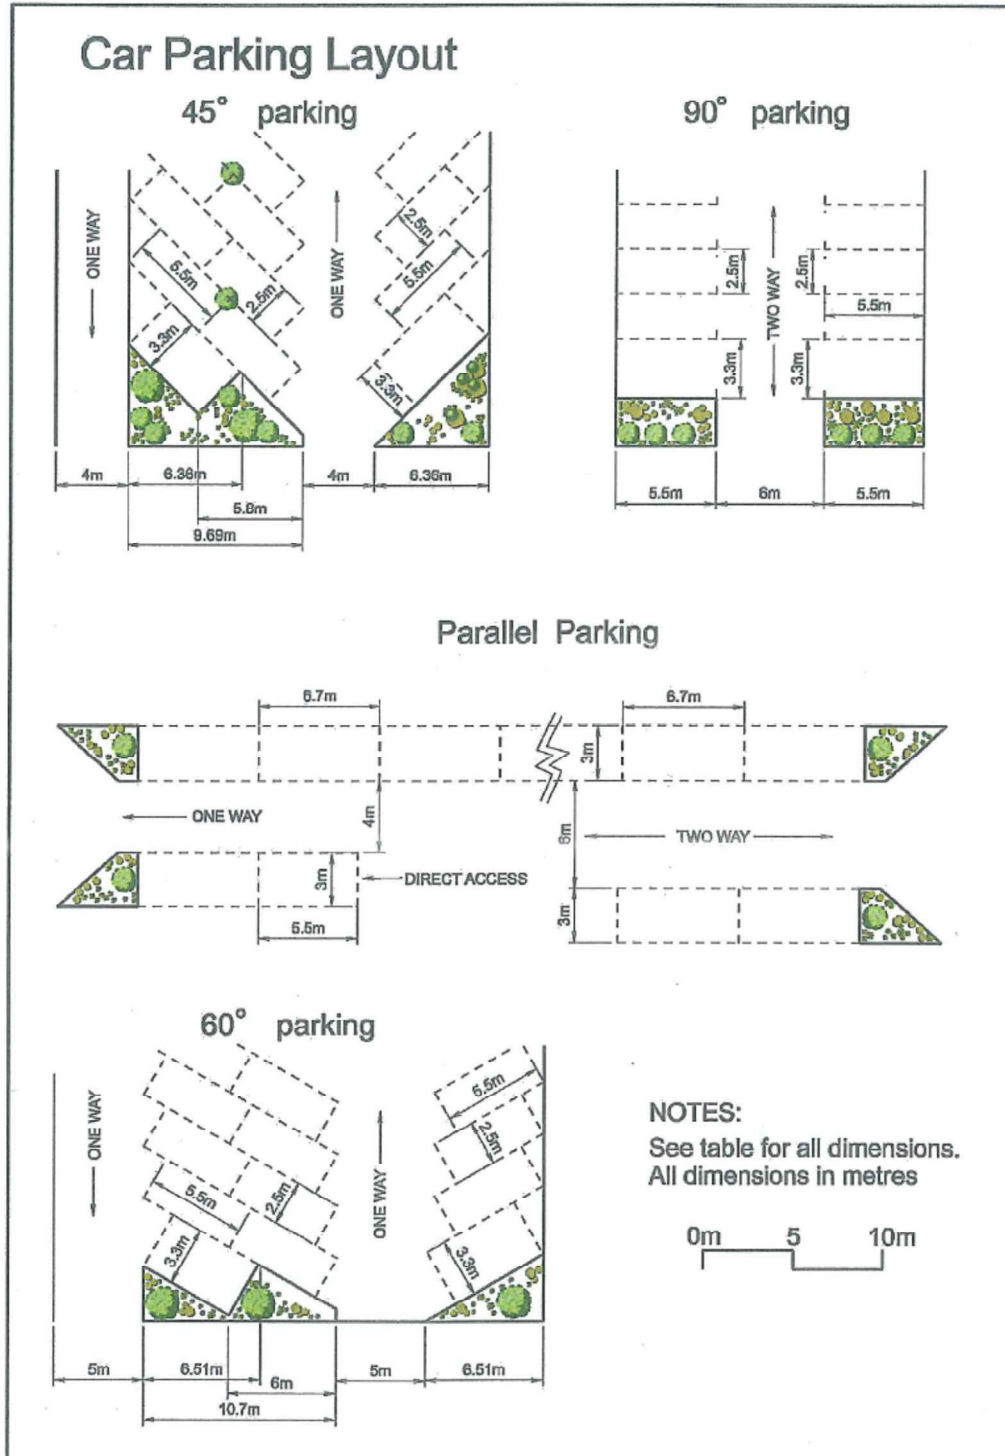 Car Parking Layout
45° parking
90° parking
ONE WAY
5.5m
2.5m
3.3m
ONE WAY
2.5m
5.5m
3.3m
4m
6.36m
4m
6.36m
5.8m
9.69m
2.5m
TWO WAY
2.5m
5.5m
3.3m
3.3m
5.5m
6m
5.5m
Parallel Parking
6.7m
6.7m
3m
ONE WAY
4m
6m
TWO WAY
3m
DIRECT ACCESS
3m
5.5m
60° parking
ONE WAY
5.5m
2.5m
3.3m
ONE WAY
5.5m
2.5m
3.3m
5m
6.51m
5m
6.51m
6m
10.7m
NOTES:
See table for all dimensions.
All dimensions in metres
0m 5 10m